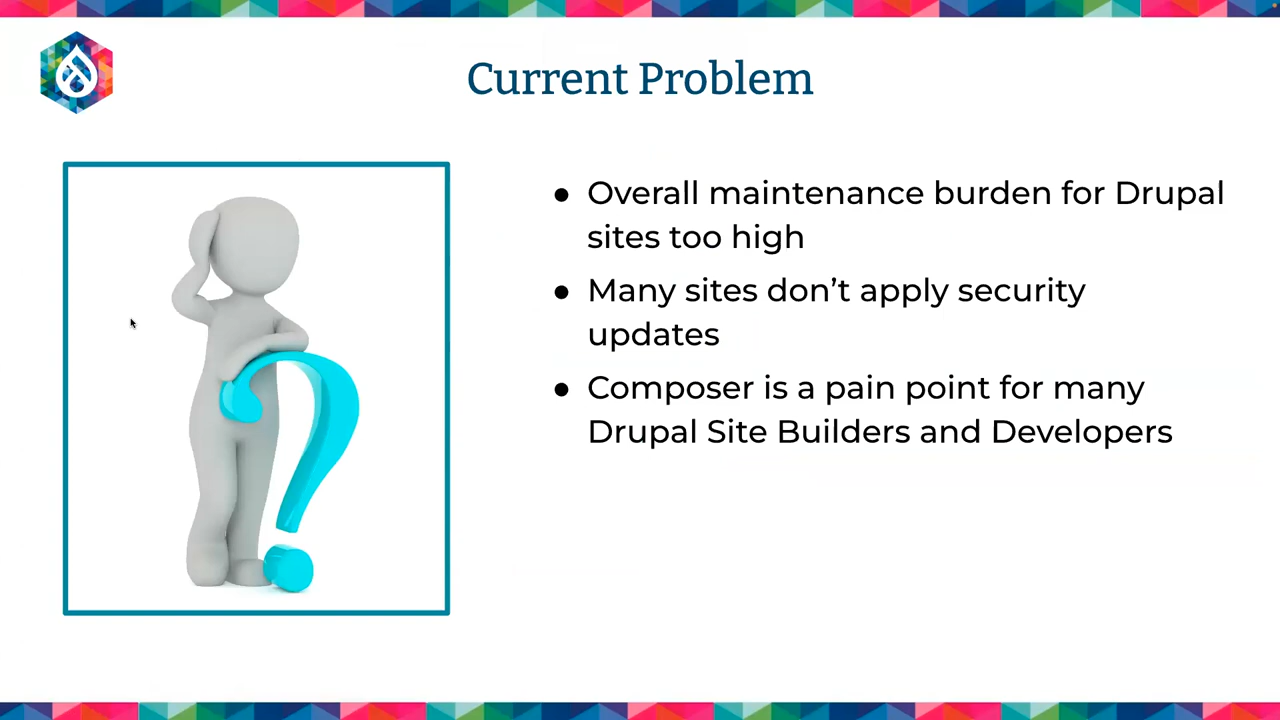 Current Problem
● Overall maintenance burden for Drupal
sites too high
● Many sites don’t apply security
updates
● Composer is a pain point for many
Drupal Site Builders and Developers